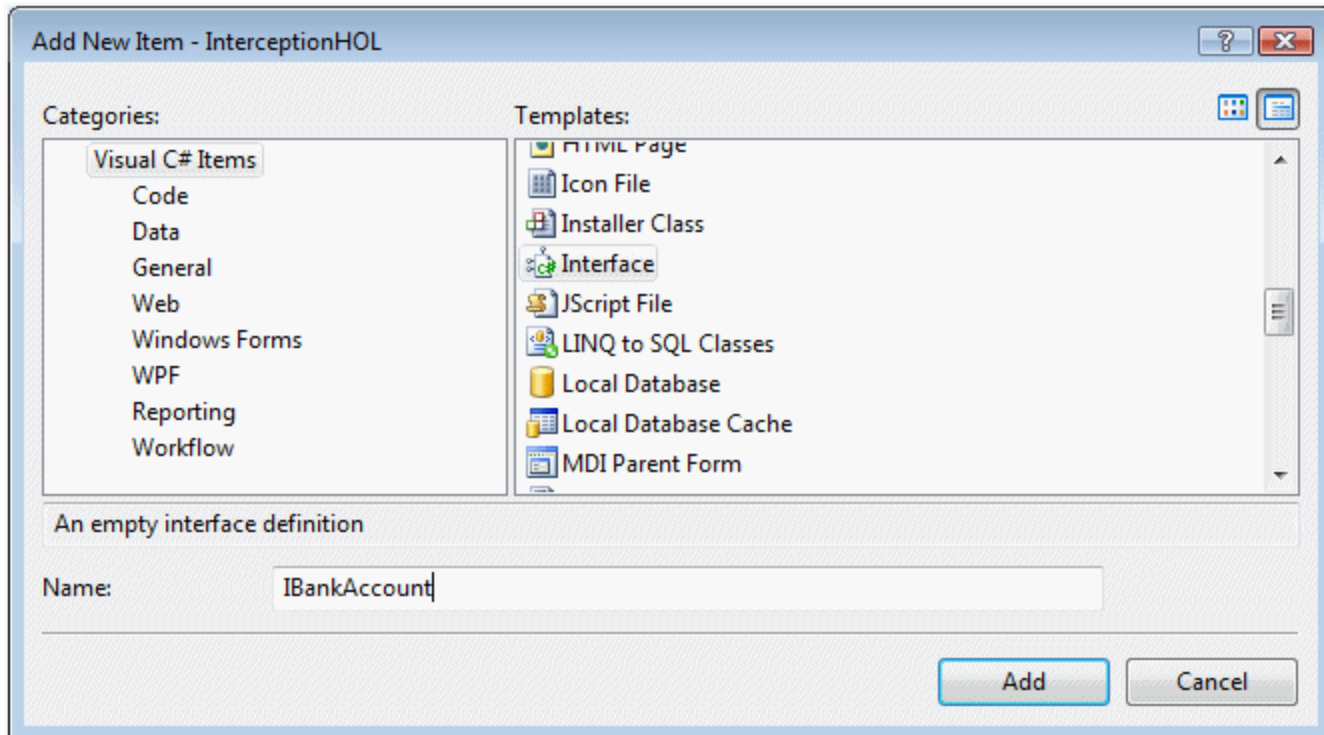 Add New Item - InterceptionHOL
Categories:
Templates:
Visual C# Items
Code
Data
General
Web
Windows Forms
WPF
Reporting
Workflow
HTML Page
Icon File
Installer Class
Interface
JScript File
LINQ to SQL Classes
Local Database
Local Database Cache
MDI Parent Form
An empty interface definition
Name:
IBankAccount
Add
Cancel